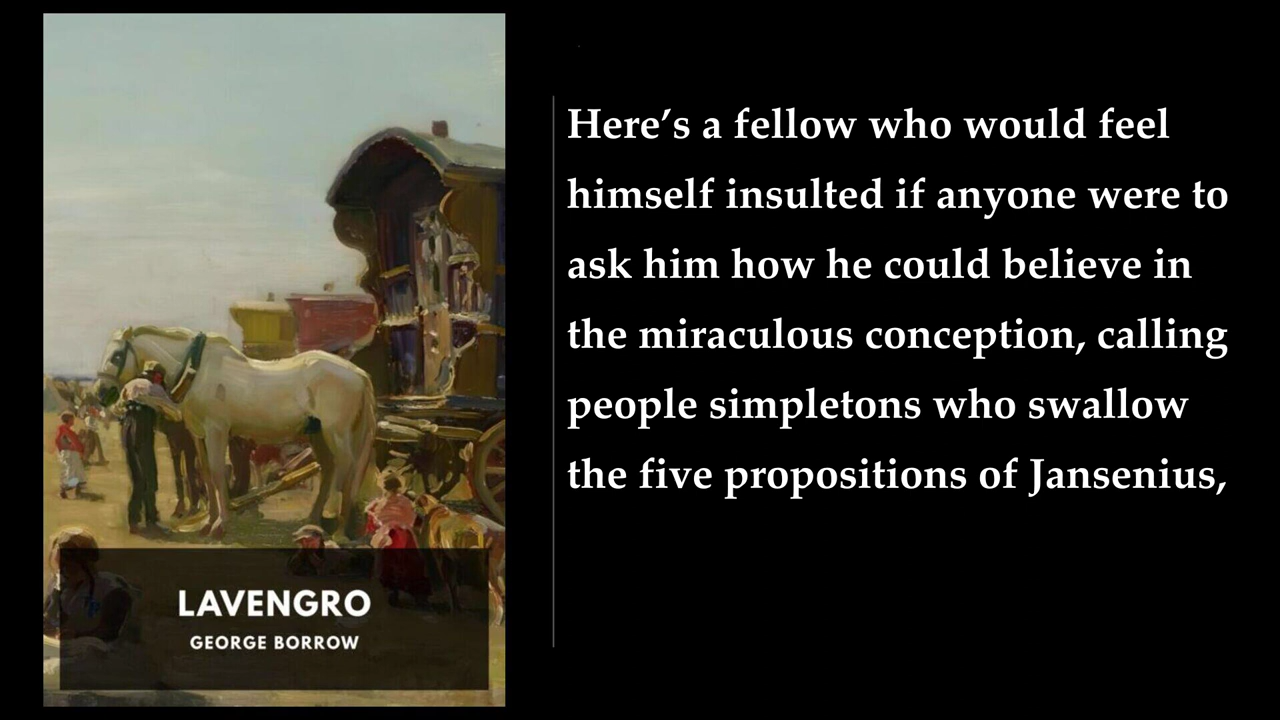 Here’s a fellow who would feel
himself insulted if anyone were to
ask him how he could believe in
the miraculous conception, calling
people simpletons who swallow
the five propositions of Jansenius,
LAVENGRO
GEORGE BORROW